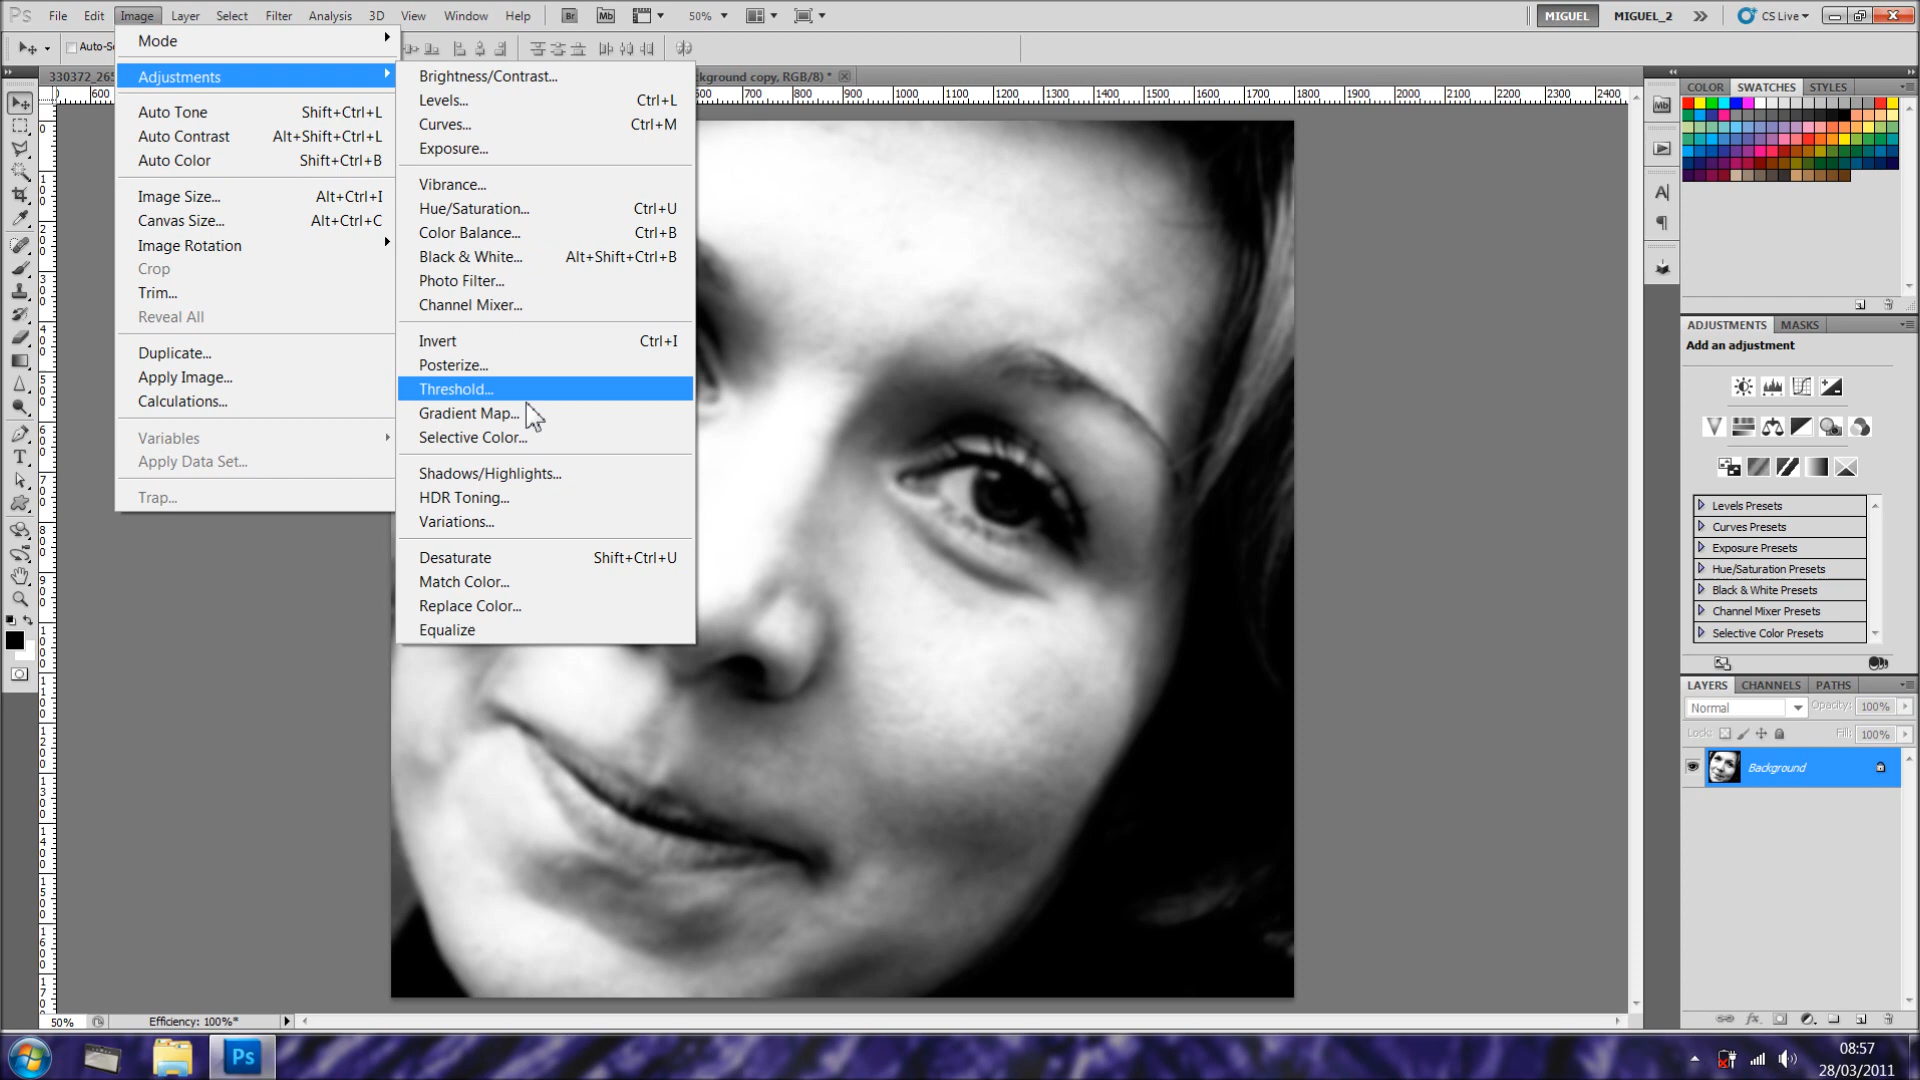 Ps File Edit Image Layer Select Filter Analysis 3D View Window Help Br Mb 50% MIGUEL MIGUEL_2 CS Live
Auto-Se
330372_265
ckground copy, RGB/8) *
Mode
Adjustments
Auto Tone Shift+Ctrl+L
Auto Contrast Alt+Shift+Ctrl+L
Auto Color Shift+Ctrl+B
Image Size... Alt+Ctrl+I
Canvas Size... Alt+Ctrl+C
Image Rotation
Crop
Trim...
Reveal All
Duplicate...
Apply Image...
Calculations...
Variables
Apply Data Set...
Trap...
Brightness/Contrast...
Levels... Ctrl+L
Curves... Ctrl+M
Exposure...
Vibrance...
Hue/Saturation... Ctrl+U
Color Balance... Ctrl+B
Black & White... Alt+Shift+Ctrl+B
Photo Filter...
Channel Mixer...
Invert Ctrl+I
Posterize...
Threshold...
Gradient Map...
Selective Color...
Shadows/Highlights...
HDR Toning...
Variations...
Desaturate Shift+Ctrl+U
Match Color...
Replace Color...
Equalize
600 700 800 900 1000 1100 1200 1300 1400 1500 1600 1700 1800 1900 2000 2100 2200 2300 2400
COLOR SWATCHES STYLES
ADJUSTMENTS MASKS
Add an adjustment
Levels Presets
Curves Presets
Exposure Presets
Hue/Saturation Presets
Black & White Presets
Channel Mixer Presets
Selective Color Presets
LAYERS CHANNELS PATHS
Normal Opacity: 100%
Lock: Fill: 100%
Background
50% Efficiency: 100%*
Ps
08:57
28/03/2011